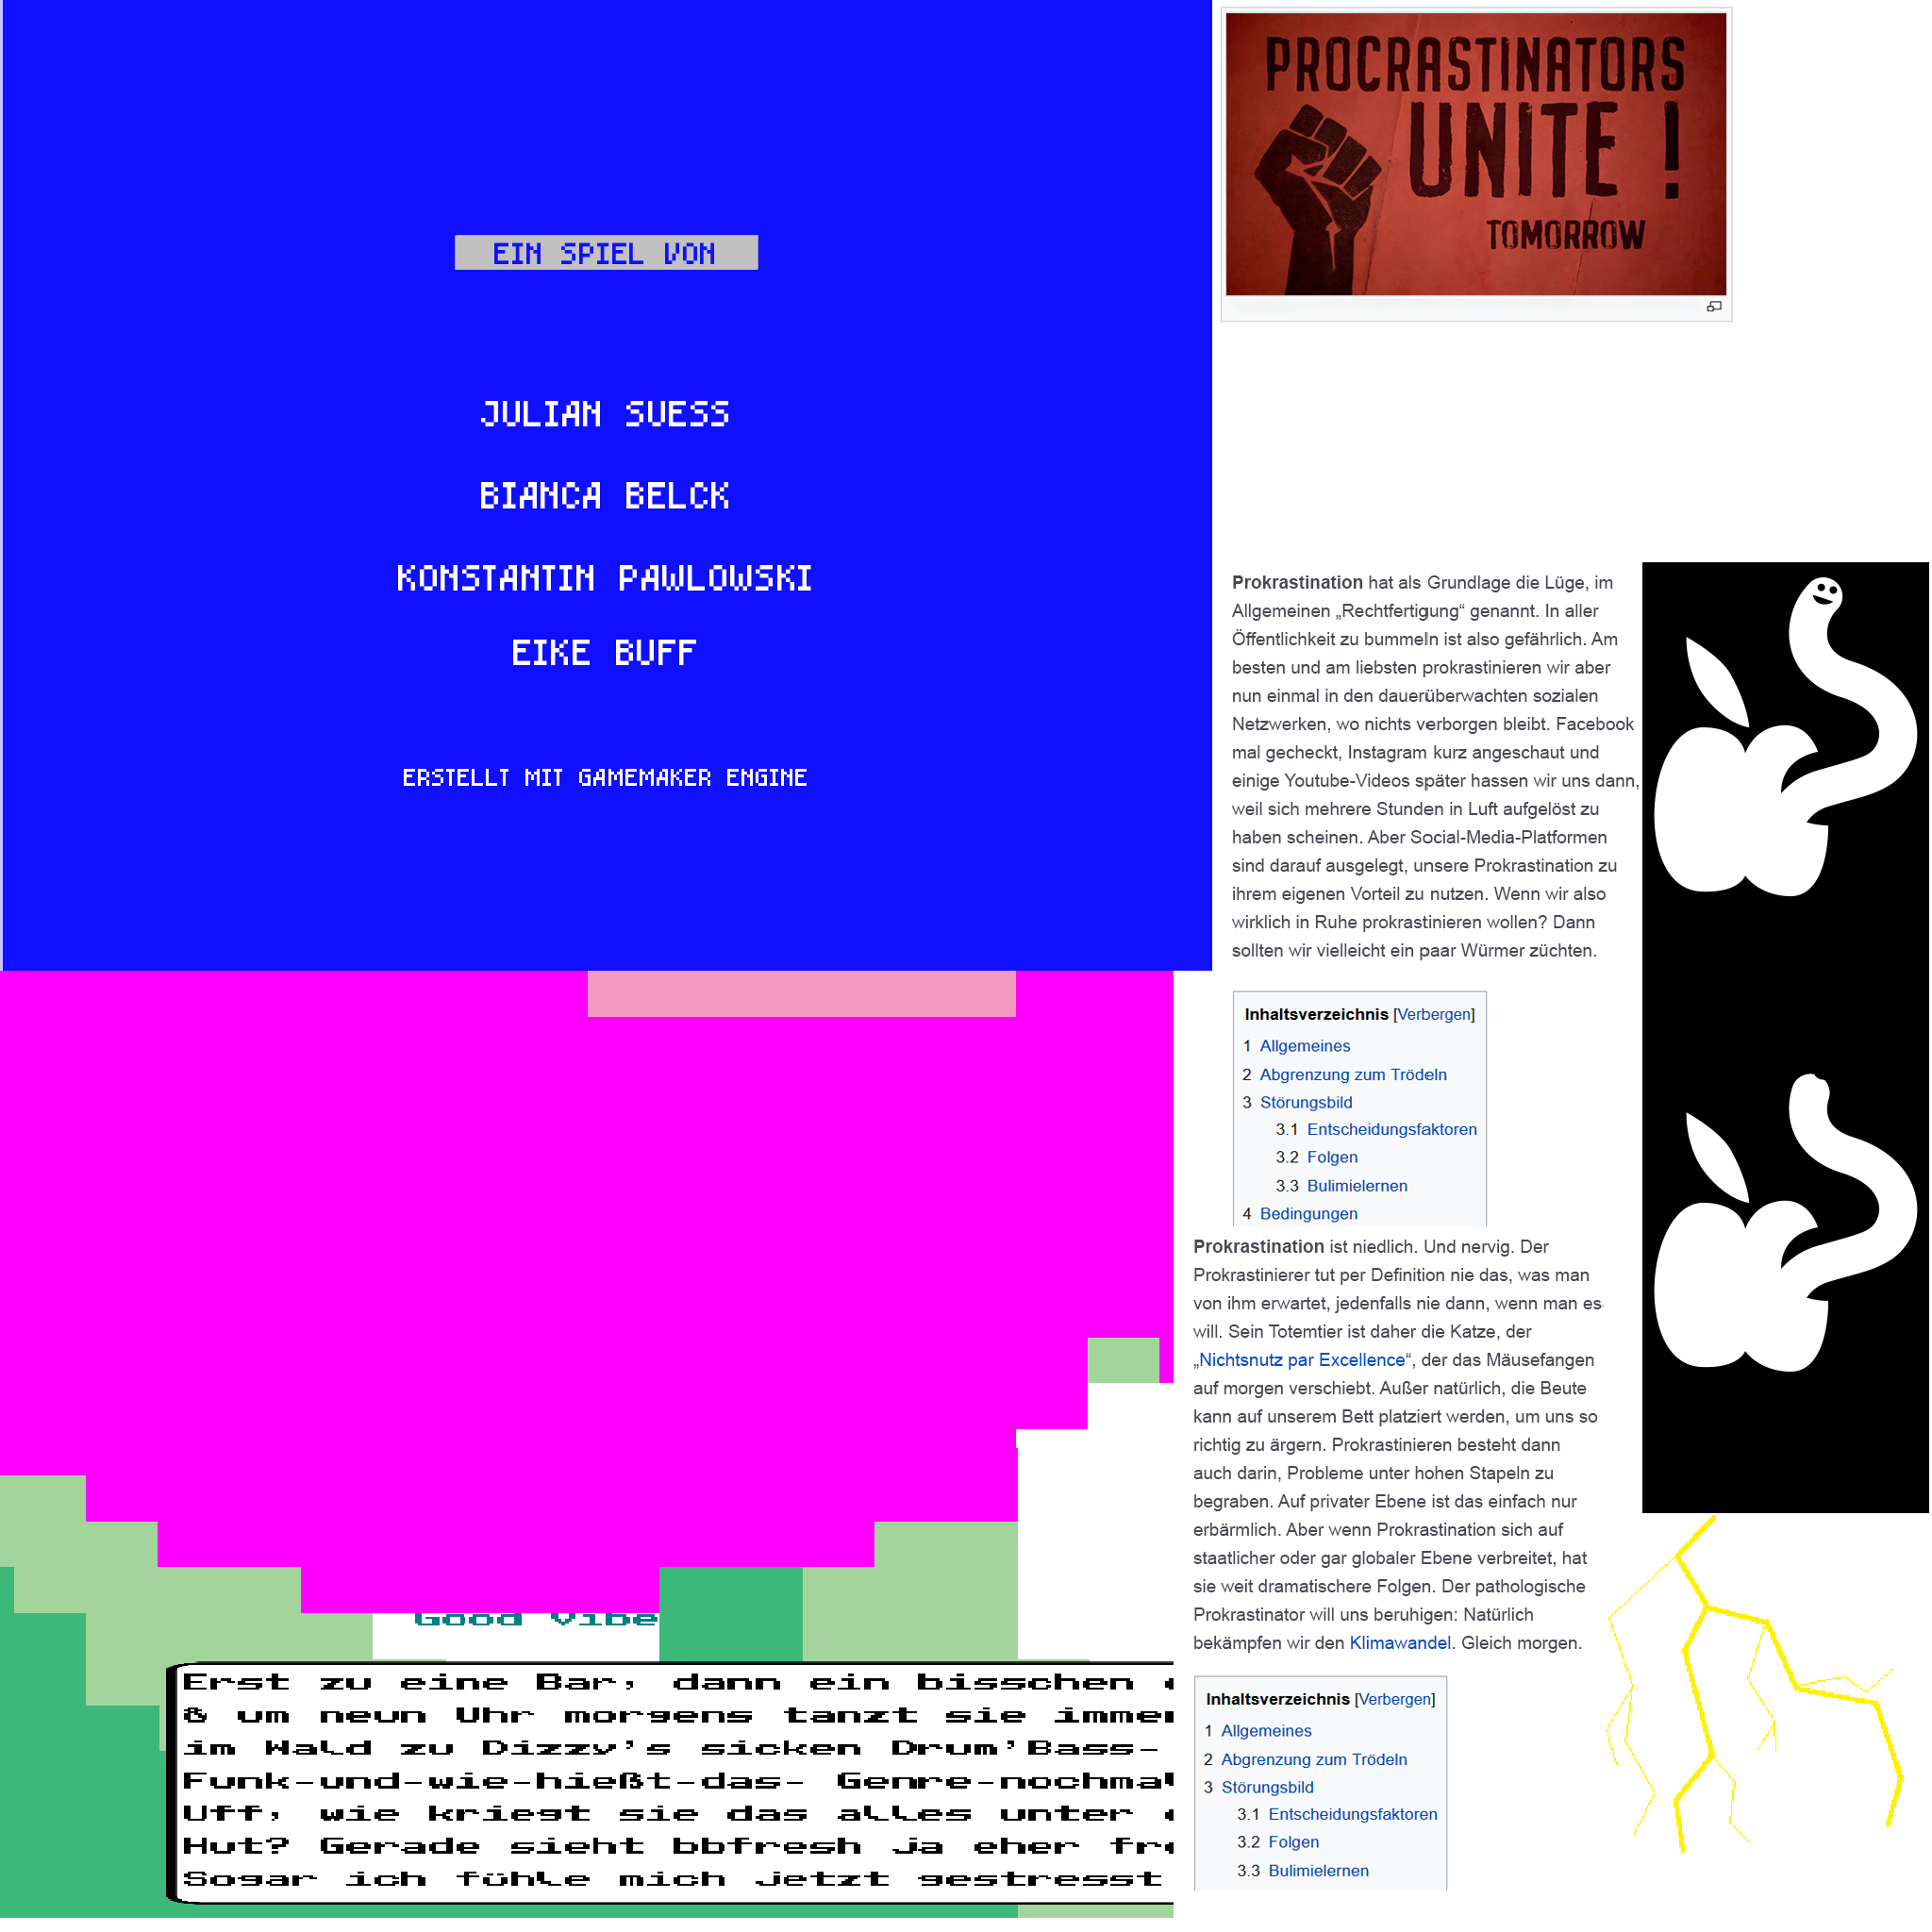 EIN SPIEL VON
JULIAN SUESS
BIANCA BELCK
KONSTANTIN PAWLOWSKI
EIKE BUFF
ERSTELLT MIT GAMEMAKER ENGINE
PROCRASTINATORS
UNITE !
TOMORROW
Prokrastination hat als Grundlage die Lüge, im
Allgemeinen „Rechtfertigung“ genannt. In aller
Öffentlichkeit zu bummeln ist also gefährlich. Am
besten und am liebsten prokrastinieren wir aber
nun einmal in den dauerüberwachten sozialen
Netzwerken, wo nichts verborgen bleibt. Facebook
mal gecheckt, Instagram kurz angeschaut und
einige Youtube-Videos später hassen wir uns dann,
weil sich mehrere Stunden in Luft aufgelöst zu
haben scheinen. Aber Social-Media-Platformen
sind darauf ausgelegt, unsere Prokrastination zu
ihrem eigenen Vorteil zu nutzen. Wenn wir also
wirklich in Ruhe prokrastinieren wollen? Dann
sollten wir vielleicht ein paar Würmer züchten.
Inhaltsverzeichnis [Verbergen]
1 Allgemeines
2 Abgrenzung zum Trödeln
3 Störungsbild
3.1 Entscheidungsfaktoren
3.2 Folgen
3.3 Bulimielernen
4 Bedingungen
Prokrastination ist niedlich. Und nervig. Der
Prokrastinierer tut per Definition nie das, was man
von ihm erwartet, jedenfalls nie dann, wenn man es
will. Sein Totemtier ist daher die Katze, der
„Nichtsnutz par Excellence“, der das Mäusefangen
auf morgen verschiebt. Außer natürlich, die Beute
kann auf unserem Bett platziert werden, um uns so
richtig zu ärgern. Prokrastinieren besteht dann
auch darin, Probleme unter hohen Stapeln zu
begraben. Auf privater Ebene ist das einfach nur
erbärmlich. Aber wenn Prokrastination sich auf
staatlicher oder gar globaler Ebene verbreitet, hat
sie weit dramatischere Folgen. Der pathologische
Prokrastinator will uns beruhigen: Natürlich
bekämpfen wir den Klimawandel. Gleich morgen.
Inhaltsverzeichnis [Verbergen]
1 Allgemeines
2 Abgrenzung zum Trödeln
3 Störungsbild
3.1 Entscheidungsfaktoren
3.2 Folgen
3.3 Bulimielernen
Good Vibe
Erst zu eine Bar, dann ein bisschen
& um neun Uhr morgens tanzt sie
im Wald zu Dizzy's sicken Drum'Bass-
Funk-und-wie-hießt-das- Genre-
Uff, wie kriegt sie das alles unter
Hut? Gerade sieht bbfresh ja eher
Sogar ich fühle mich jetzt gestresst